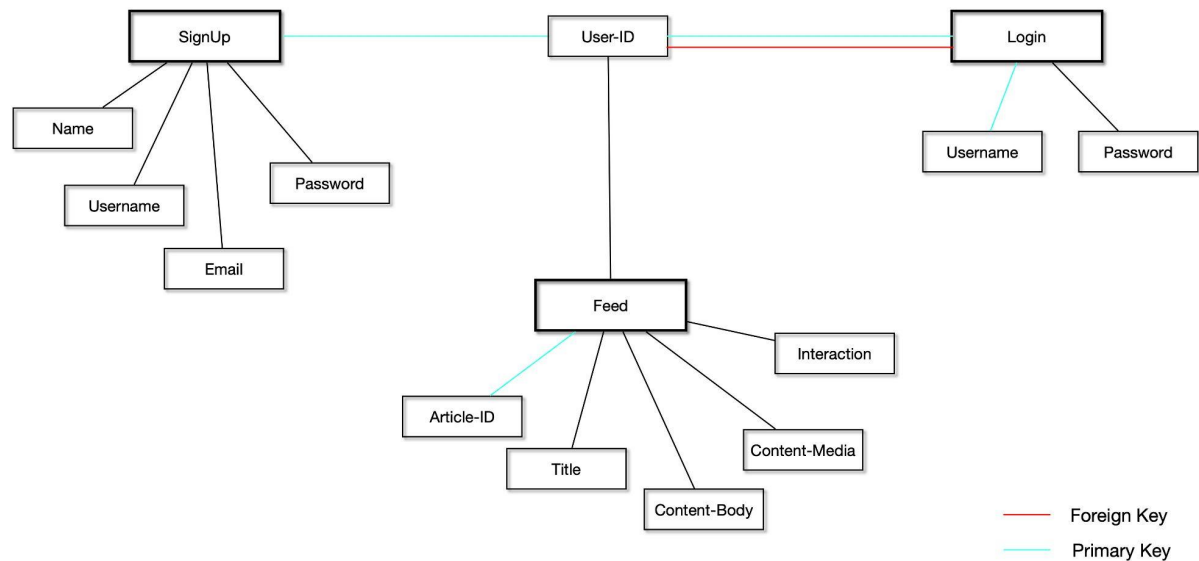 SignUp
User-ID
Login
Name
Username
Email
Password
Username
Password
Feed
Interaction
Article-ID
Title
Content-Body
Content-Media
Foreign Key
Primary Key